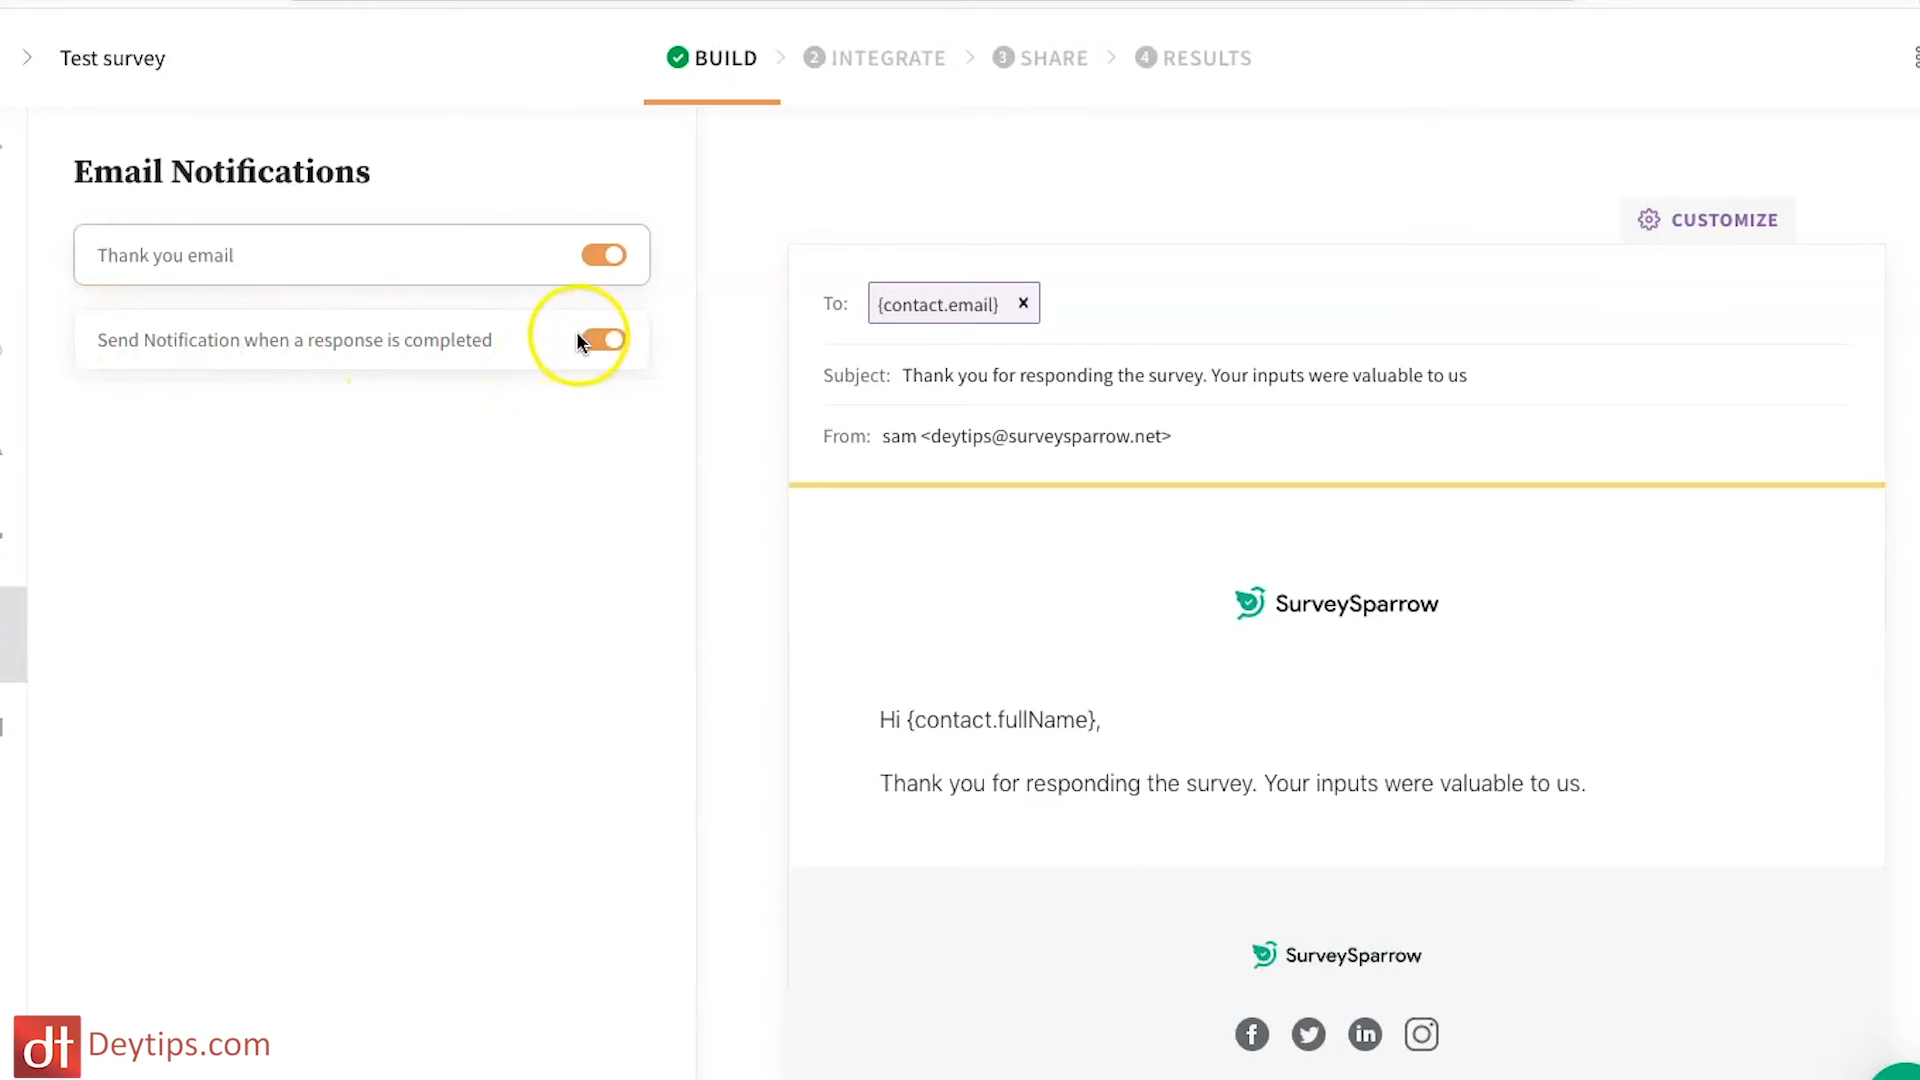 Test survey
BUILD
2 INTEGRATE
3 SHARE
4 RESULTS
Email Notifications
Thank you email
Send Notification when a response is completed
CUSTOMIZE
To: {contact.email} ×
Subject: Thank you for responding the survey. Your inputs were valuable to us
From: sam <deytips@surveysparrow.net>
SurveySparrow
Hi {contact.fullName},
Thank you for responding the survey. Your inputs were valuable to us.
SurveySparrow
f in
dt Deytips.com